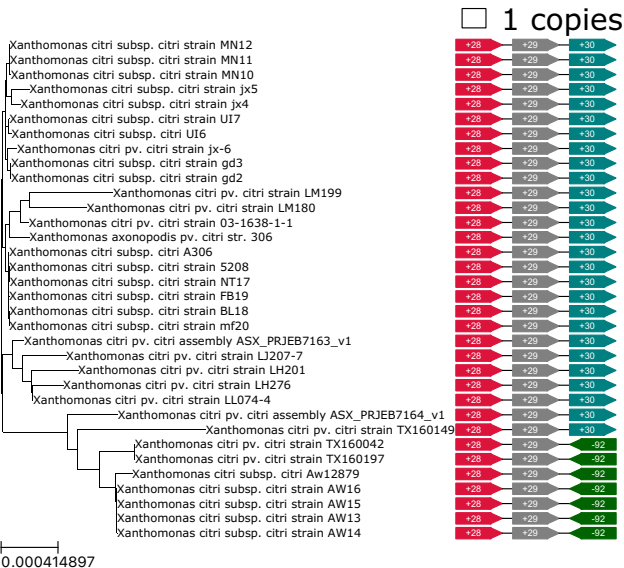 1 copies
Xanthomonas citri subsp. citri strain MN12 +28 +29 +30
Xanthomonas citri subsp. citri strain MN11 +28 +29 +30
Xanthomonas citri subsp. citri strain MN10 +28 +29 +30
Xanthomonas citri subsp. citri strain jx5 +28 +29 +30
Xanthomonas citri subsp. citri strain jx4 +28 +29 +30
Xanthomonas citri subsp. citri strain UI7 +28 +29 +30
Xanthomonas citri subsp. citri UI6 +28 +29 +30
Xanthomonas citri pv. citri strain jx-6 +28 +29 +30
Xanthomonas citri subsp. citri strain gd3 +28 +29 +30
Xanthomonas citri subsp. citri strain gd2 +28 +29 +30
Xanthomonas citri pv. citri strain LM199 +28 +29 +30
Xanthomonas citri pv. citri strain LM180 +28 +29 +30
Xanthomonas citri pv. citri strain 03-1638-1-1 +28 +29 +30
Xanthomonas axonopodis pv. citri str. 306 +28 +29 +30
Xanthomonas citri subsp. citri A306 +28 +29 +30
Xanthomonas citri subsp. citri strain 5208 +28 +29 +30
Xanthomonas citri subsp. citri strain NT17 +28 +29 +30
Xanthomonas citri subsp. citri strain FB19 +28 +29 +30
Xanthomonas citri subsp. citri strain BL18 +28 +29 +30
Xanthomonas citri subsp. citri strain mf20 +28 +29 +30
Xanthomonas citri pv. citri assembly ASX_PRJEB7163_v1 +28 +29 +30
Xanthomonas citri pv. citri strain LJ207-7 +28 +29 +30
Xanthomonas citri pv. citri strain LH201 +28 +29 +30
Xanthomonas citri pv. citri strain LH276 +28 +29 +30
Xanthomonas citri pv. citri strain LL074-4 +28 +29 +30
Xanthomonas citri pv. citri assembly ASX_PRJEB7164_v1 +28 +29 +30
Xanthomonas citri pv. citri strain TX160149 +28 +29 +30
Xanthomonas citri pv. citri strain TX160042 +28 +29 -92
Xanthomonas citri pv. citri strain TX160197 +28 +29 -92
Xanthomonas citri subsp. citri Aw12879 +28 +29 -92
Xanthomonas citri subsp. citri strain AW16 +28 +29 -92
Xanthomonas citri subsp. citri strain AW15 +28 +29 -92
Xanthomonas citri subsp. citri strain AW13 +28 +29 -92
Xanthomonas citri subsp. citri strain AW14 +28 +29 -92
0.000414897